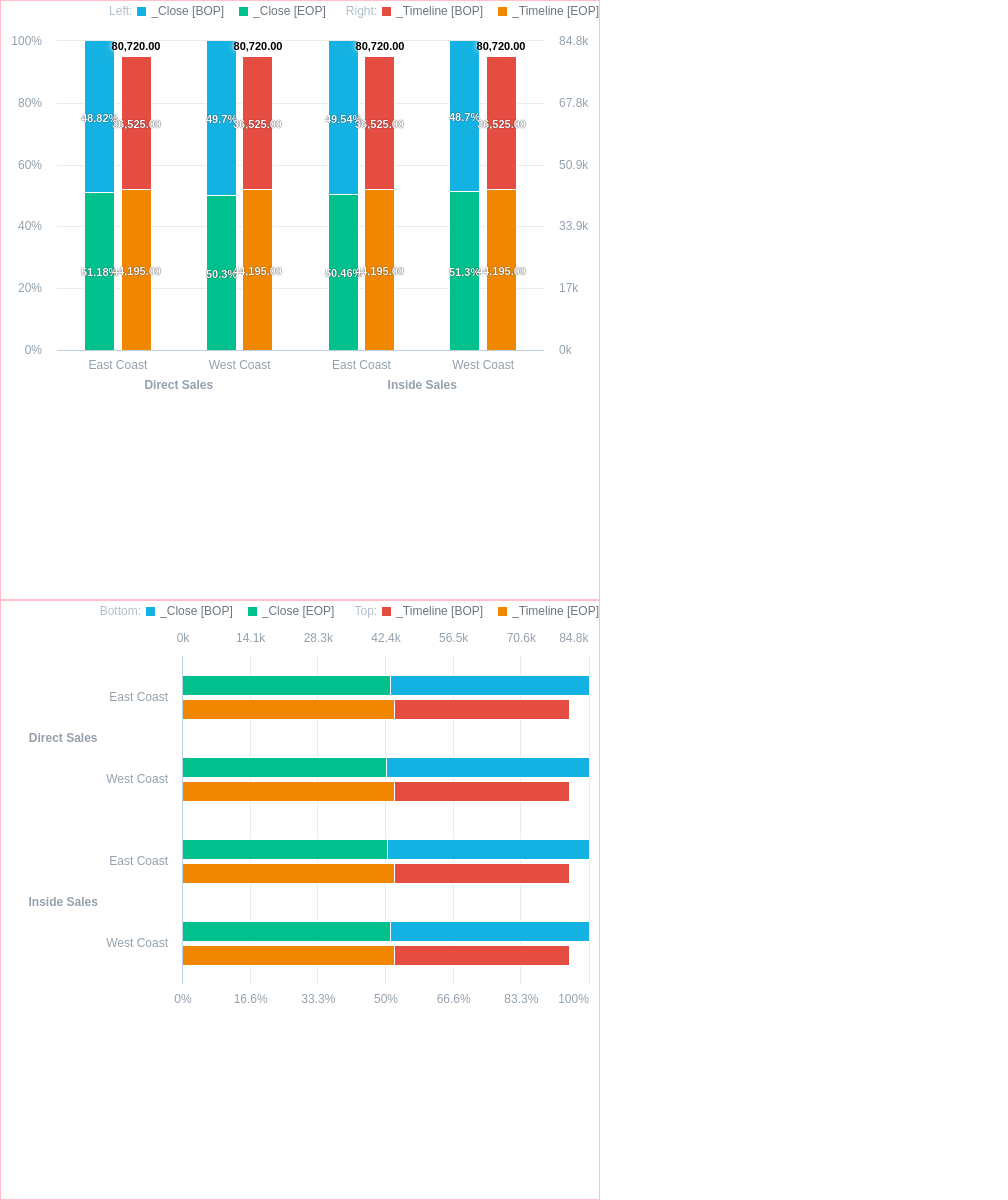 Left: _Close [BOP] _Close [EOP] Right: _Timeline [BOP] _Timeline [EOP]
100% 84.8k
80,720.00 80,720.00 80,720.00 80,720.00
80% 67.8k
48.82% 49.7% 49.54% 48.7%
36,525.00 36,525.00 36,525.00 36,525.00
60% 50.9k
40% 33.9k
51.18% 44,195.00 50.3% 44,195.00 50.46% 44,195.00 51.3% 44,195.00
20% 17k
0% 0k
East Coast West Coast East Coast West Coast
Direct Sales Inside Sales
Bottom: _Close [BOP] _Close [EOP] Top: _Timeline [BOP] _Timeline [EOP]
0k 14.1k 28.3k 42.4k 56.5k 70.6k 84.8k
East Coast
Direct Sales
West Coast
East Coast
Inside Sales
West Coast
0% 16.6% 33.3% 50% 66.6% 83.3% 100%